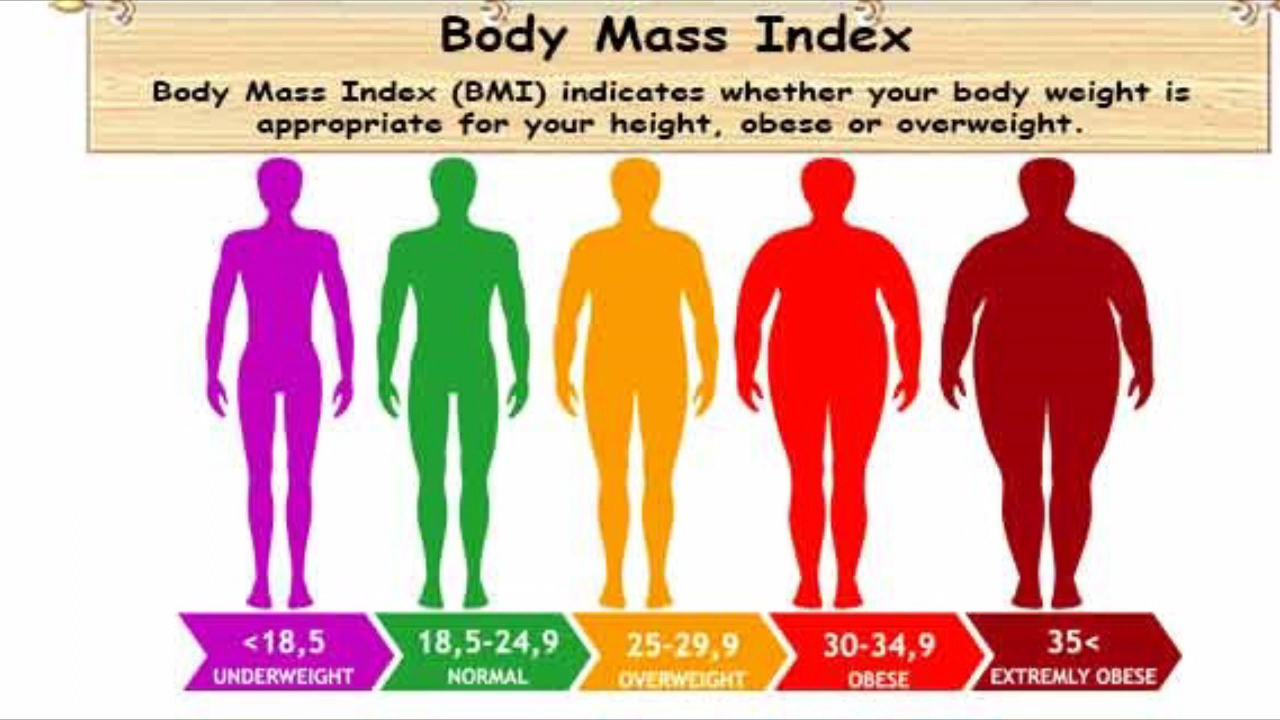 Body Mass Index
Body Mass Index (BMI) indicates whether your body weight is
appropriate for your height, obese or overweight.
<18,5
UNDERWEIGHT
18,5-24,9
NORMAL
25-29,9
OVERWEIGHT
30-34,9
OBESE
35<
EXTREMLY OBESE